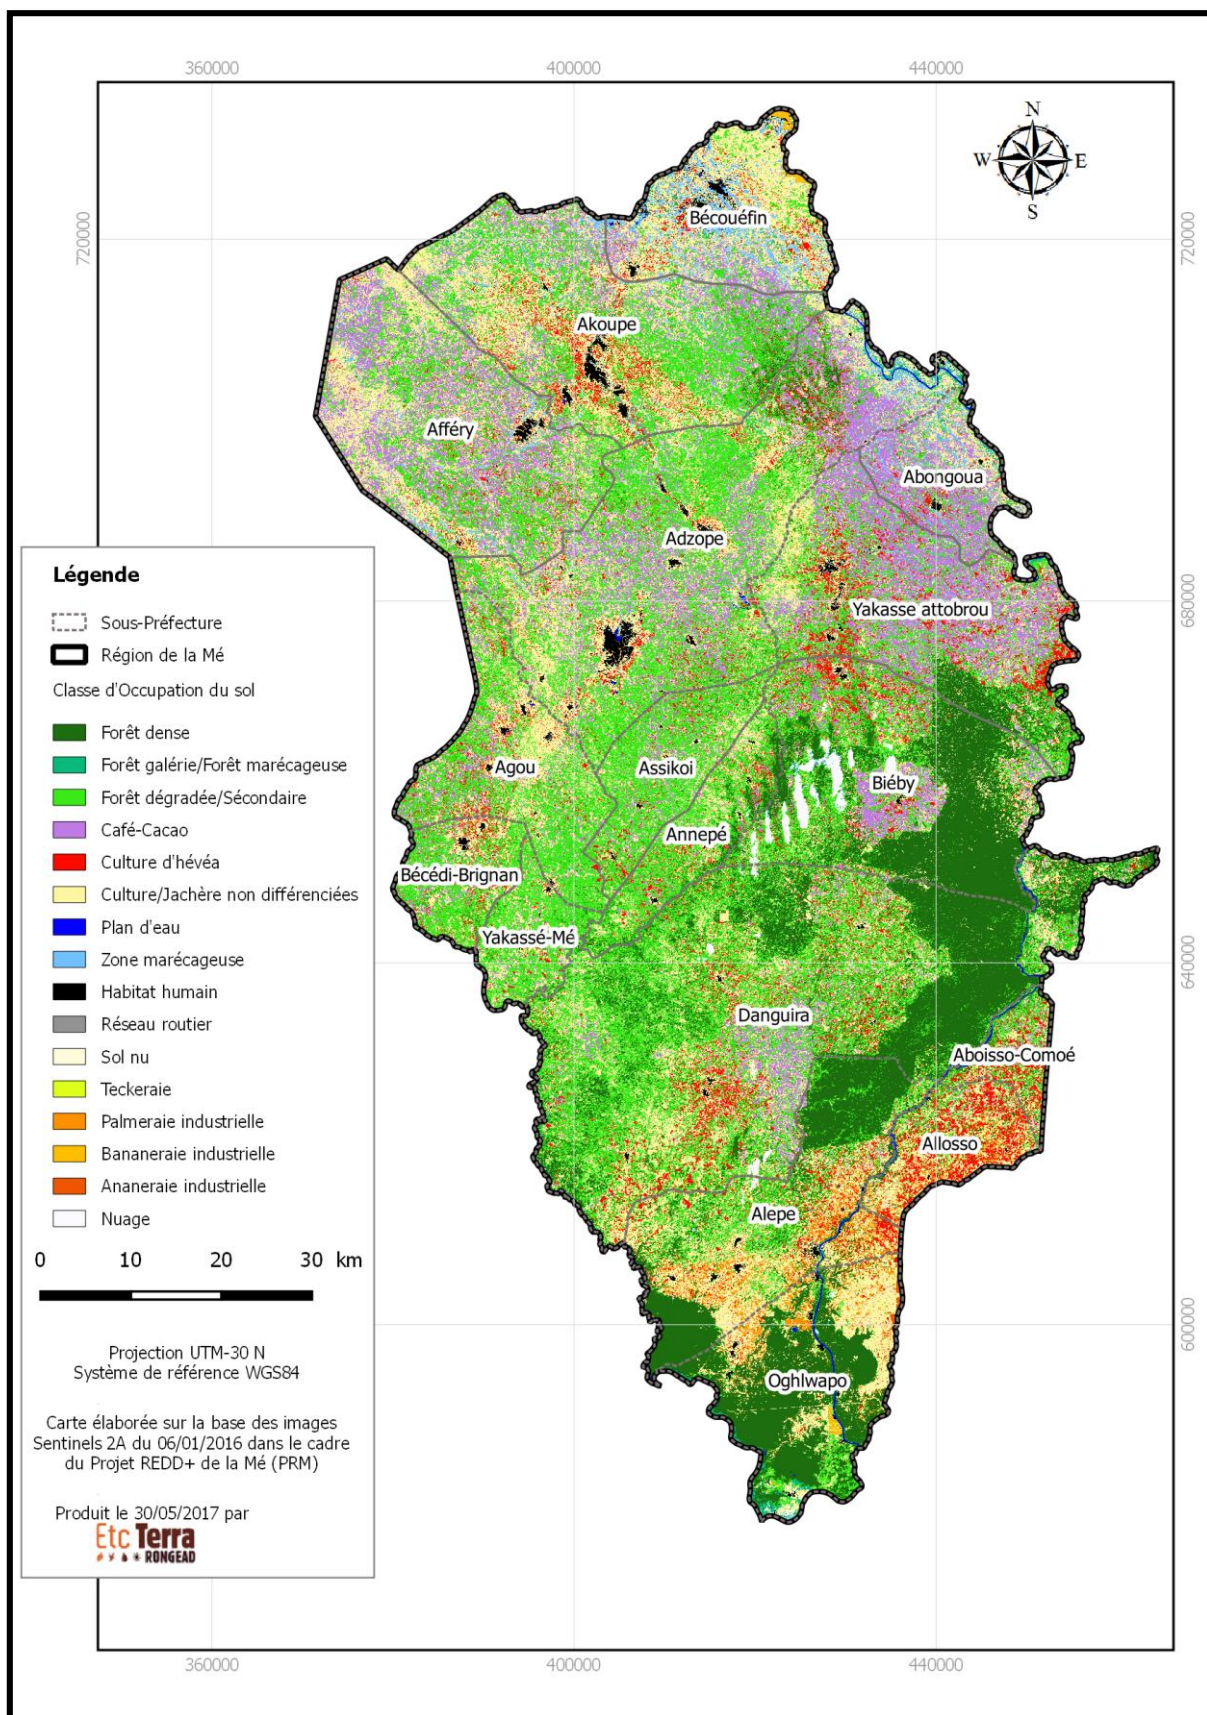 360000
400000
440000
N
W
E
S
720000
720000
Bécouéfin
Akoupe
Afféry
Abongoua
Adzope
Yakasse attobrou
680000
Agou
Assikoi
Biéby
Annepé
Bécédi-Brignan
Yakassé-Mé
640000
Danguira
Aboisso-Comoé
Allosso
Alepe
600000
Oghlwapo
Légende
Sous-Préfecture
Région de la Mé
Classe d'Occupation du sol
Forêt dense
Forêt galérie/Forêt marécageuse
Forêt dégradée/Sécondaire
Café-Cacao
Culture d'hévéa
Culture/Jachère non différenciées
Plan d'eau
Zone marécageuse
Habitat humain
Réseau routier
Sol nu
Teckeraie
Palmeraie industrielle
Bananeraie industrielle
Ananeraie industrielle
Nuage
0 10 20 30 km
Projection UTM-30 N
Système de référence WGS84
Carte élaborée sur la base des images
Sentinels 2A du 06/01/2016 dans le cadre
du Projet REDD+ de la Mé (PRM)
Produit le 30/05/2017 par
Etc Terra
RONGEAD
360000
400000
440000